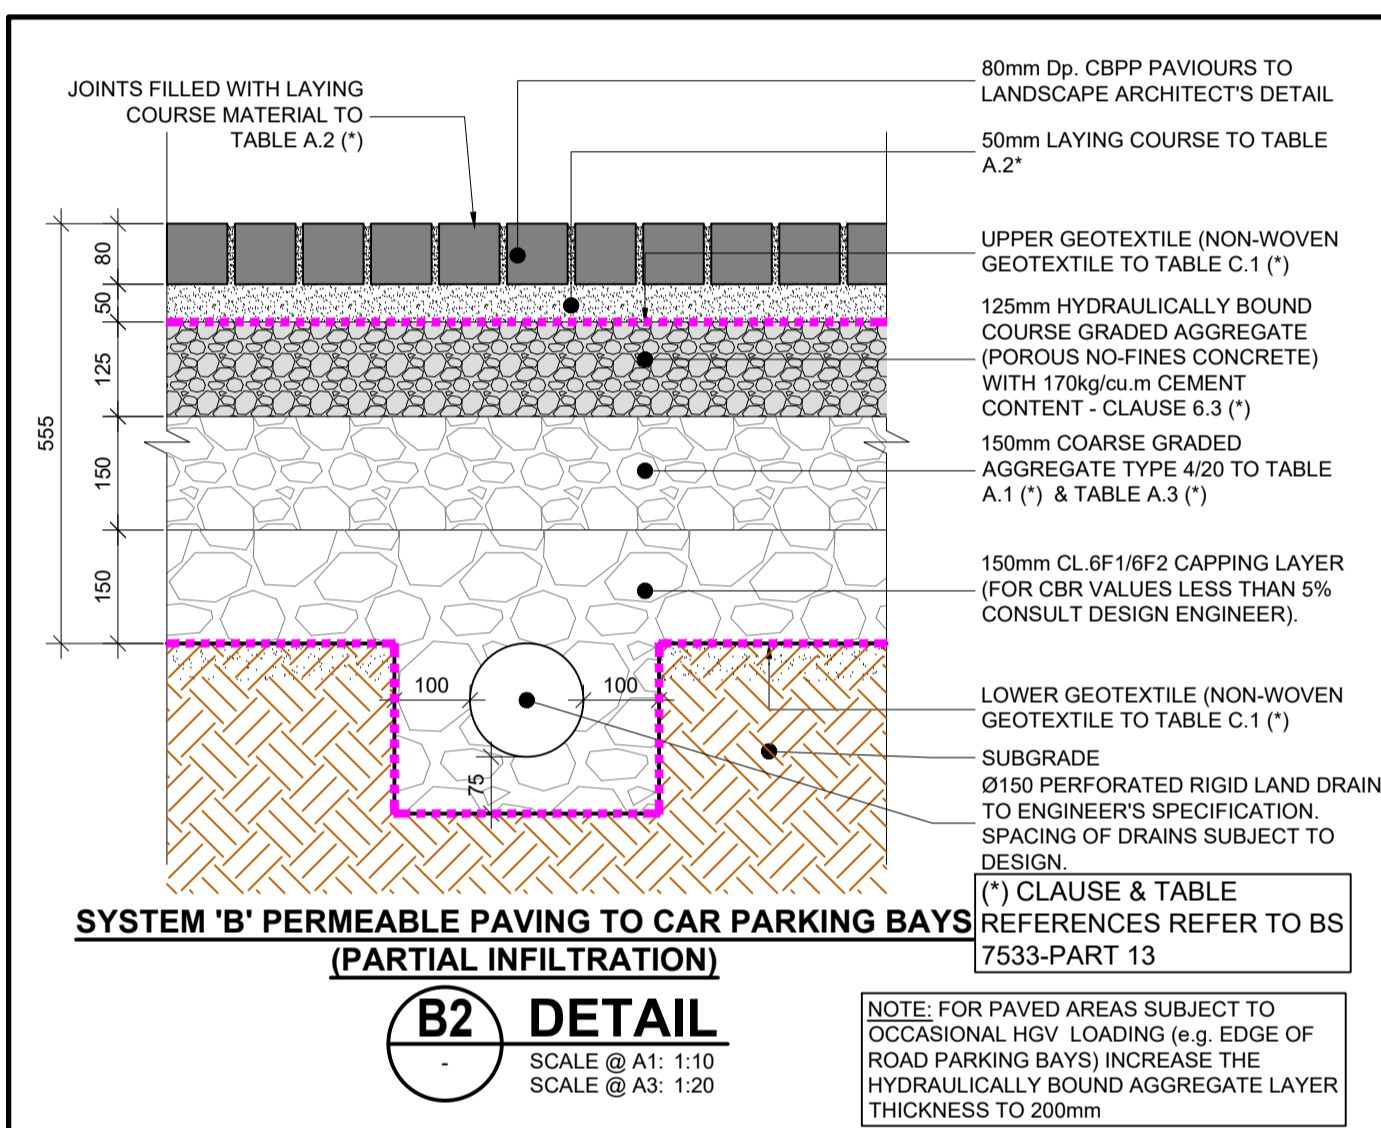 JOINTS FILLED WITH LAYING
COURSE MATERIAL TO
TABLE A.2 (*)
80mm Dp. CBPP PAVIOURS TO
LANDSCAPE ARCHITECT'S DETAIL
50mm LAYING COURSE TO TABLE
A.2*
UPPER GEOTEXTILE (NON-WOVEN
GEOTEXTILE TO TABLE C.1 (*)
125mm HYDRAULICALLY BOUND
COURSE GRADED AGGREGATE
(POROUS NO-FINES CONCRETE)
WITH 170kg/cu.m CEMENT
CONTENT - CLAUSE 6.3 (*)
150mm COARSE GRADED
AGGREGATE TYPE 4/20 TO TABLE
A.1 (*) & TABLE A.3 (*)
150mm CL.6F1/6F2 CAPPING LAYER
(FOR CBR VALUES LESS THAN 5%
CONSULT DESIGN ENGINEER).
LOWER GEOTEXTILE (NON-WOVEN
GEOTEXTILE TO TABLE C.1 (*)
SUBGRADE
Ø150 PERFORATED RIGID LAND DRAIN
TO ENGINEER'S SPECIFICATION.
SPACING OF DRAINS SUBJECT TO
DESIGN.
555
80
50
125
150
150
100
100
75
SYSTEM 'B' PERMEABLE PAVING TO CAR PARKING BAYS
(PARTIAL INFILTRATION)
(*) CLAUSE & TABLE
REFERENCES REFER TO BS
7533-PART 13
B2
-
DETAIL
SCALE @ A1: 1:10
SCALE @ A3: 1:20
NOTE: FOR PAVED AREAS SUBJECT TO
OCCASIONAL HGV LOADING (e.g. EDGE OF
ROAD PARKING BAYS) INCREASE THE
HYDRAULICALLY BOUND AGGREGATE LAYER
THICKNESS TO 200mm